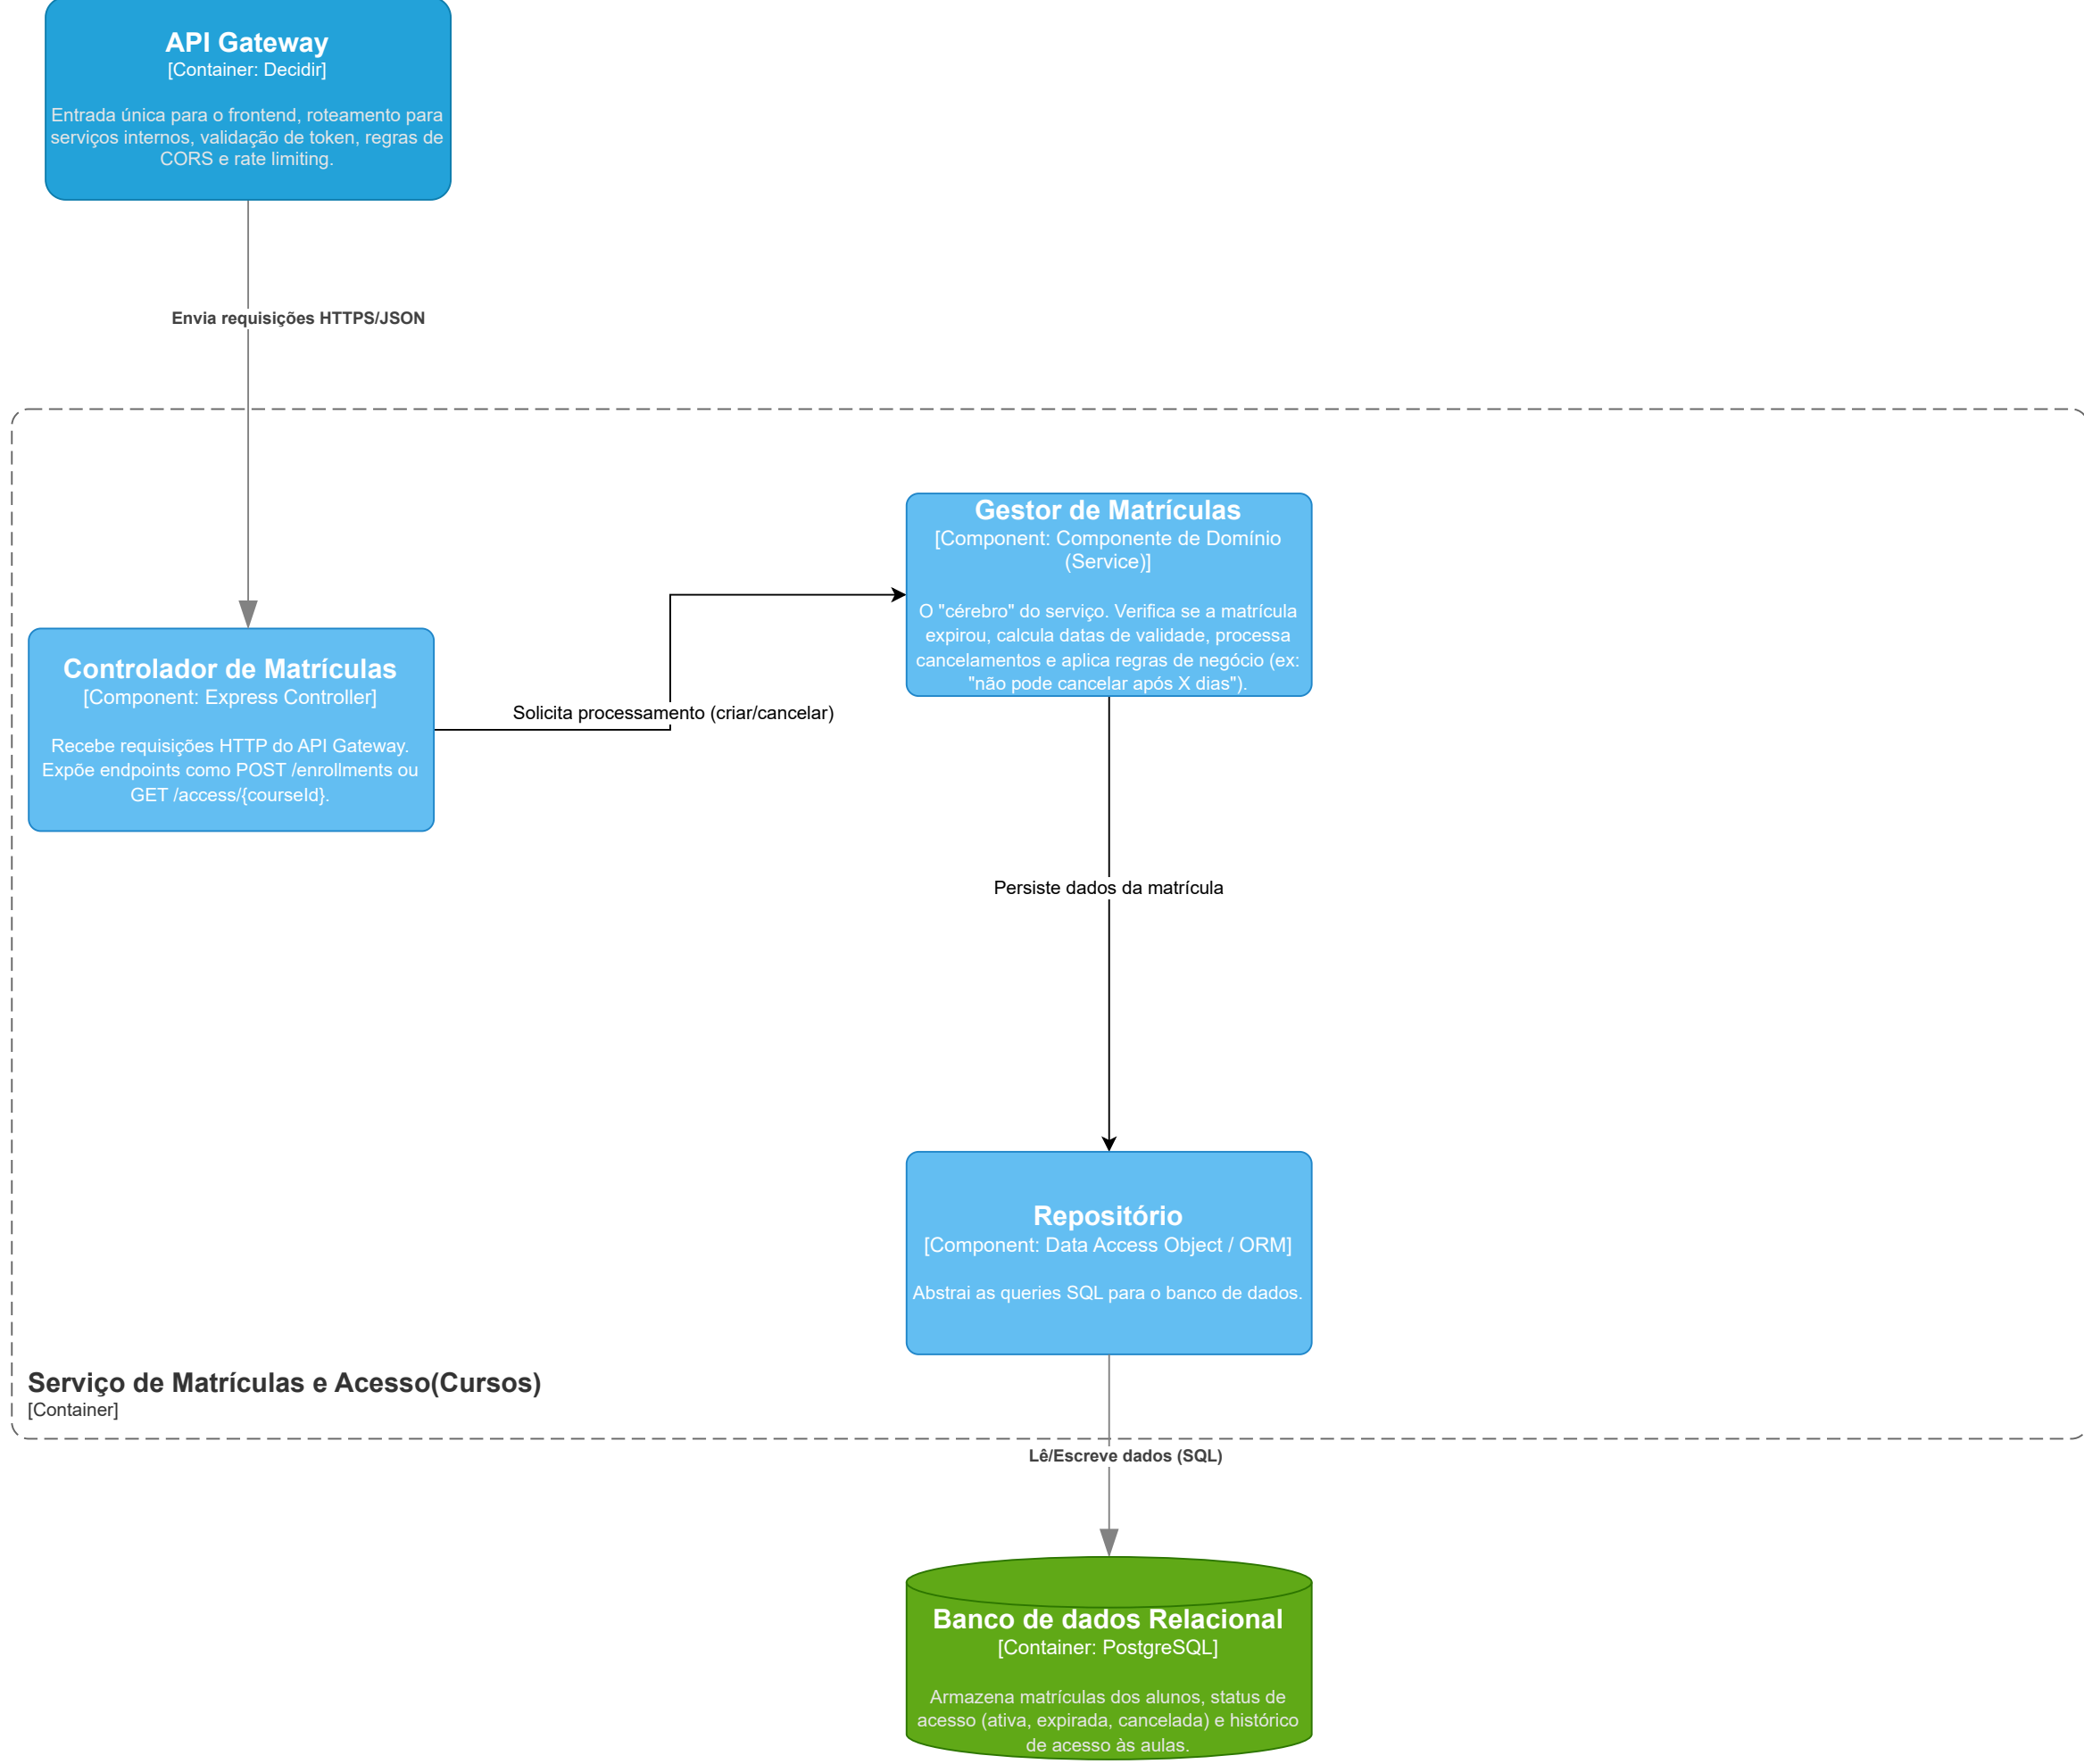 API Gateway
[Container: Decidir]
Entrada única para o frontend, roteamento para
serviços internos, validação de token, regras de
CORS e rate limiting.
Envia requisições HTTPS/JSON
Gestor de Matrículas
[Component: Componente de Domínio
(Service)]
O "cérebro" do serviço. Verifica se a matrícula
expirou, calcula datas de validade, processa
cancelamentos e aplica regras de negócio (ex:
"não pode cancelar após X dias").
Controlador de Matrículas
[Component: Express Controller]
Recebe requisições HTTP do API Gateway.
Expõe endpoints como POST /enrollments ou
GET /access/{courseId}.
Solicita processamento (criar/cancelar)
Persiste dados da matrícula
Repositório
[Component: Data Access Object / ORM]
Abstrai as queries SQL para o banco de dados.
Serviço de Matrículas e Acesso(Cursos)
[Container]
Lê/Escreve dados (SQL)
Banco de dados Relacional
[Container: PostgreSQL]
Armazena matrículas dos alunos, status de
acesso (ativa, expirada, cancelada) e histórico
de acesso às aulas.